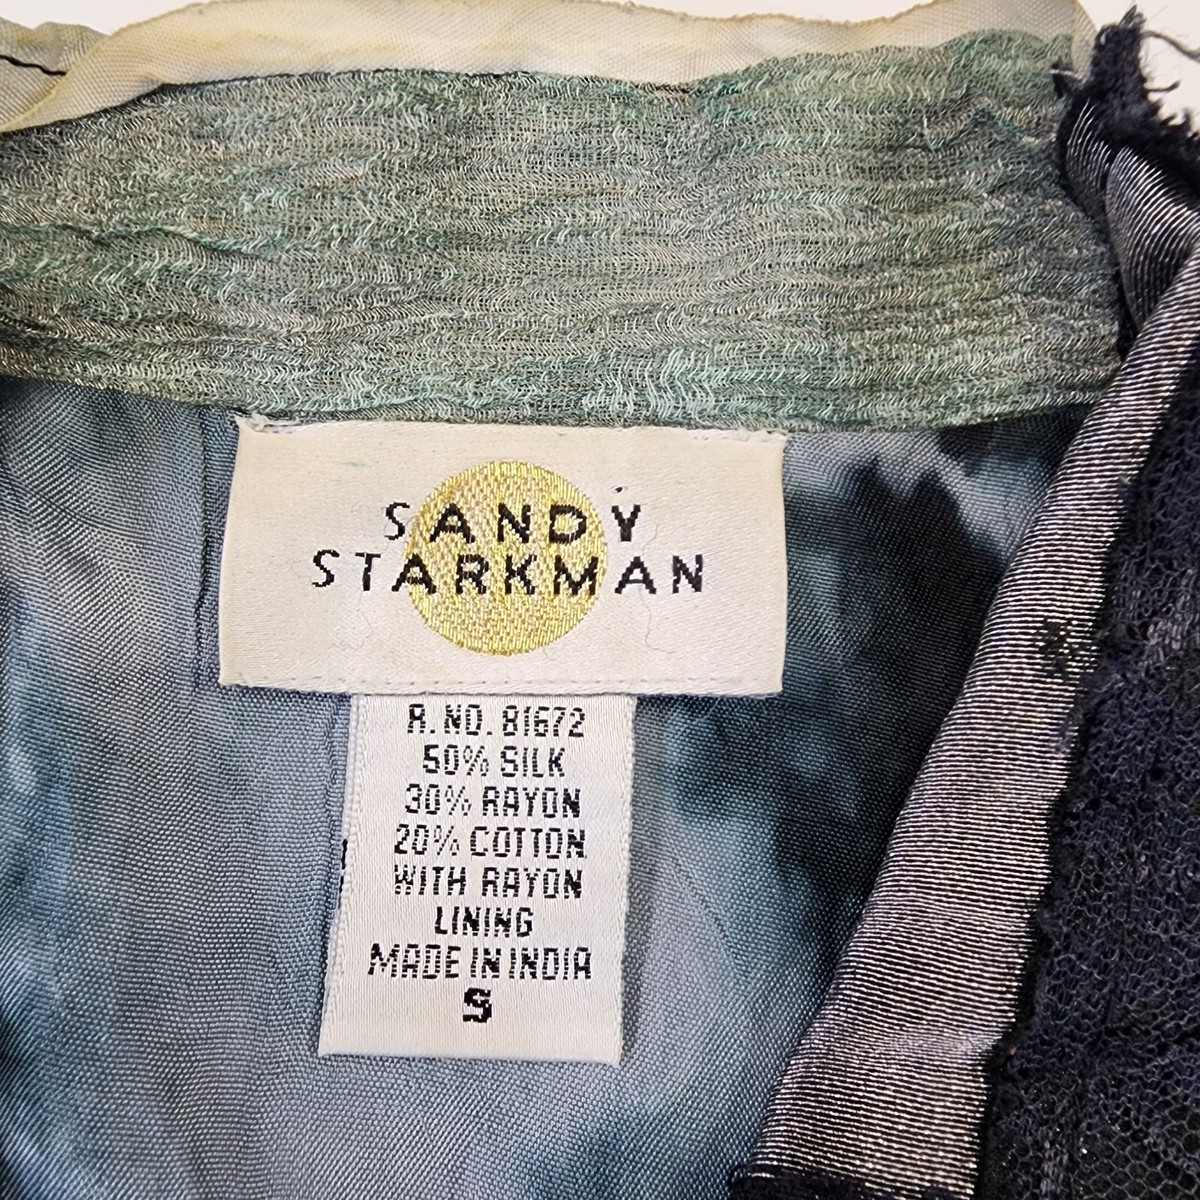 SANDY
STARKMAN
R. NO. 81672
50% SILK
30% RAYON
20% COTTON
WITH RAYON
LINING
MADE IN INDIA
S